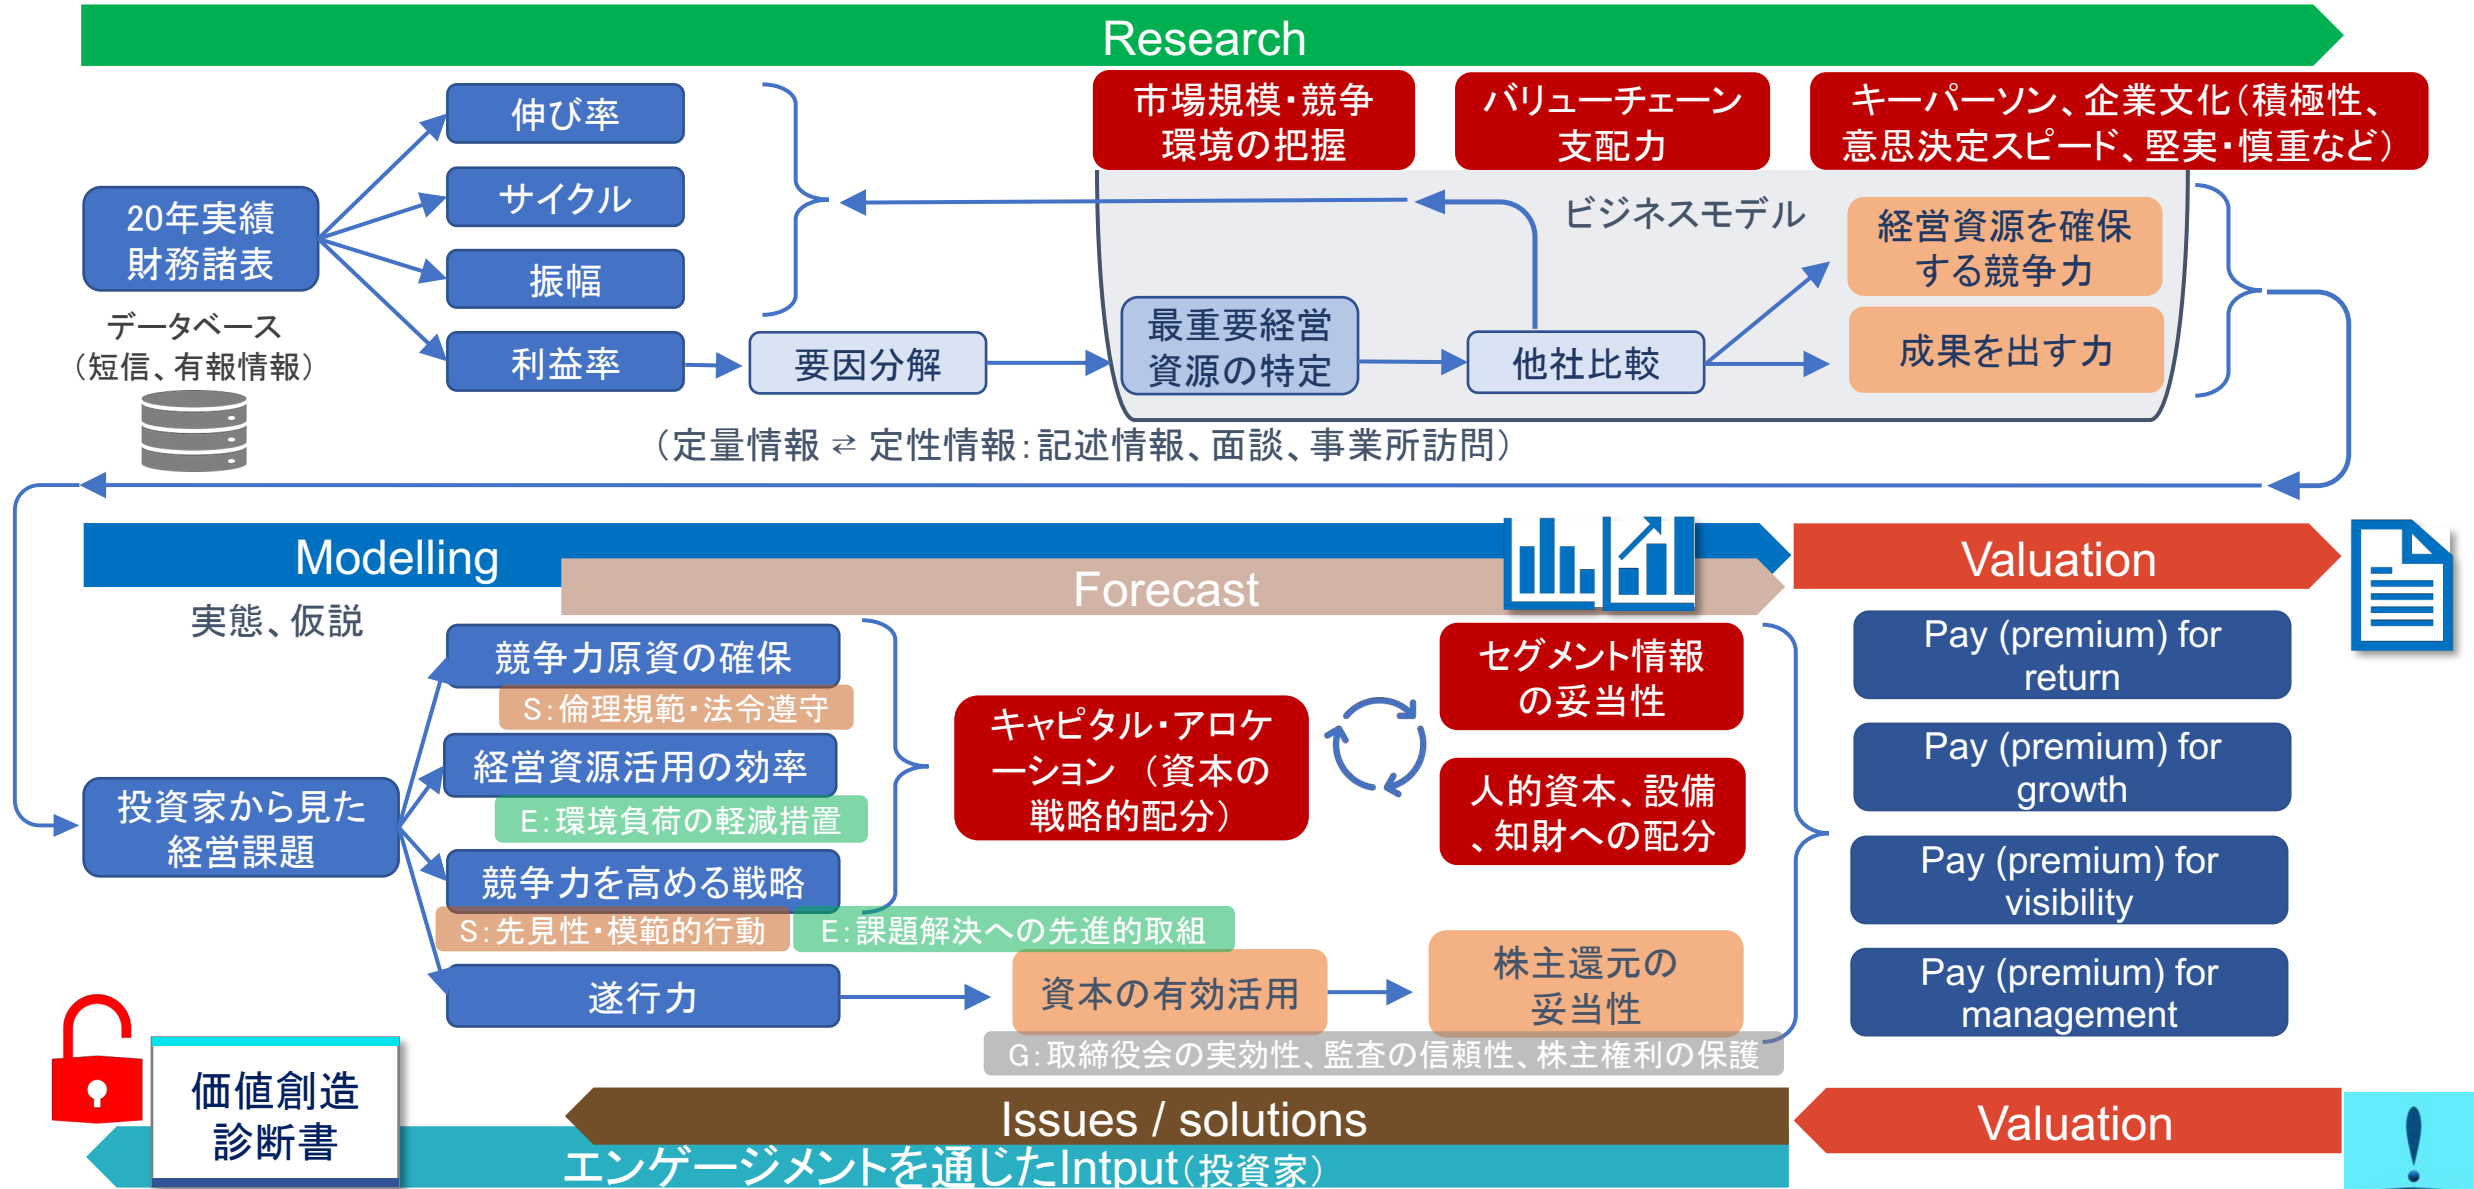 Research
伸び率
サイクル
振幅
利益率
20年実績
財務諸表
データベース
（短信、有報情報）
要因分解
市場規模・競争
環境の把握
バリューチェーン
支配力
キーパーソン、企業文化（積極性、
意思決定スピード、堅実・慎重など）
ビジネスモデル
最重要経営
資源の特定
他社比較
経営資源を確保
する競争力
成果を出す力
（定量情報 ⇄ 定性情報：記述情報、面談、事業所訪問）
Modelling
Forecast
Valuation
実態、仮説
投資家から見た
経営課題
競争力原資の確保
S：倫理規範・法令遵守
経営資源活用の効率
E：環境負荷の軽減措置
競争力を高める戦略
S：先見性・模範的行動
E：課題解決への先進的取組
遂行力
キャピタル・アロケ
ーション （資本の
戦略的配分）
セグメント情報
の妥当性
人的資本、設備
、知財への配分
資本の有効活用
株主還元の
妥当性
G：取締役会の実効性、監査の信頼性、株主権利の保護
Pay (premium) for
return
Pay (premium) for
growth
Pay (premium) for
visibility
Pay (premium) for
management
価値創造
診断書
Issues / solutions
Valuation
エンゲージメントを通じたIntput（投資家）
!